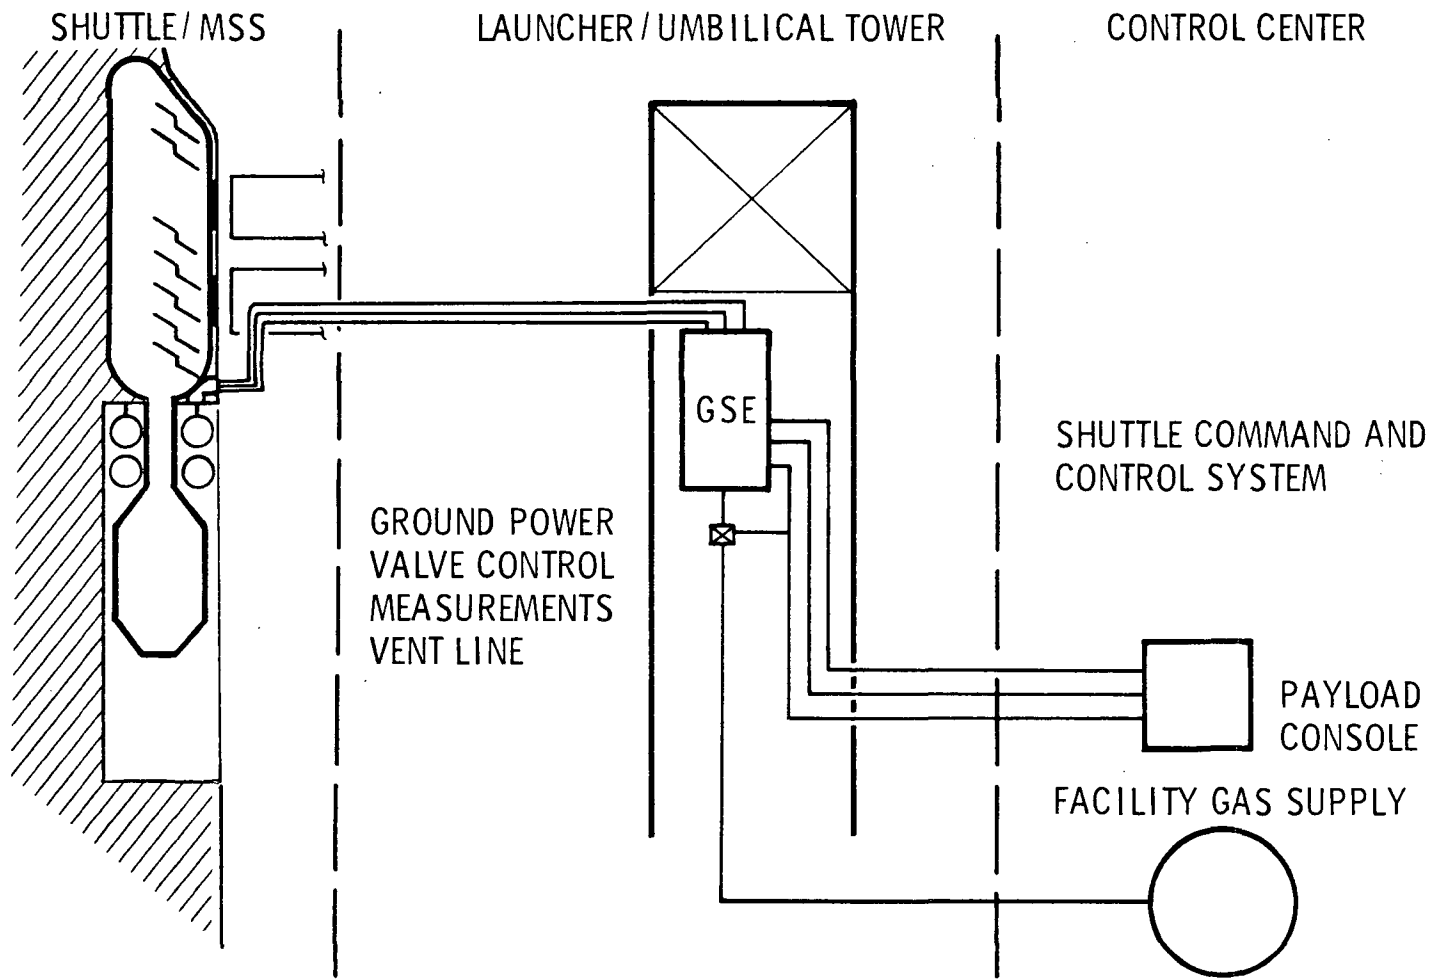 SHUTTLE/MSS
LAUNCHER/UMBILICAL TOWER
CONTROL CENTER
GSE
SHUTTLE COMMAND AND
CONTROL SYSTEM
GROUND POWER
VALVE CONTROL
MEASUREMENTS
VENT LINE
PAYLOAD
CONSOLE
FACILITY GAS SUPPLY